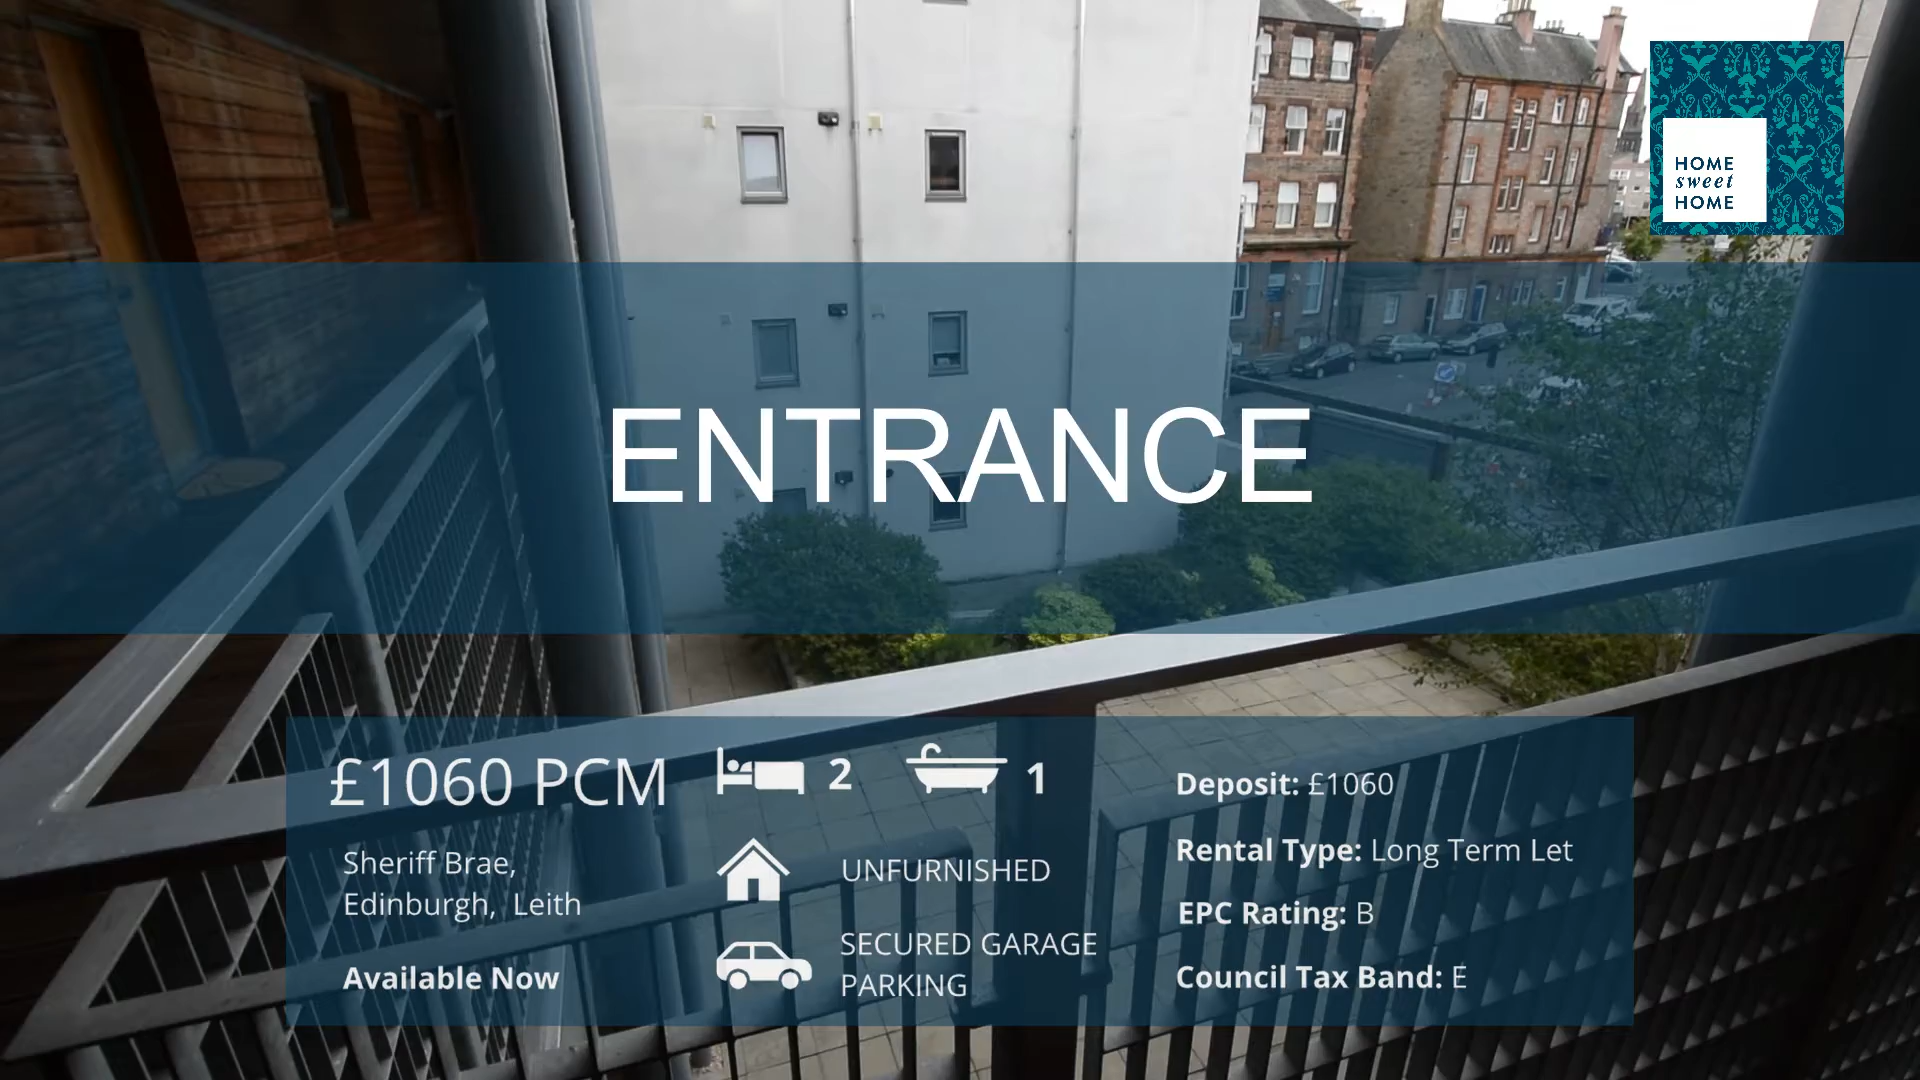 HOME
sweet
HOME
ENTRANCE
£1060 PCM
Sheriff Brae,
Edinburgh, Leith
Available Now
2
1
UNFURNISHED
SECURED GARAGE
PARKING
Deposit: £1060
Rental Type: Long Term Let
EPC Rating: B
Council Tax Band: E